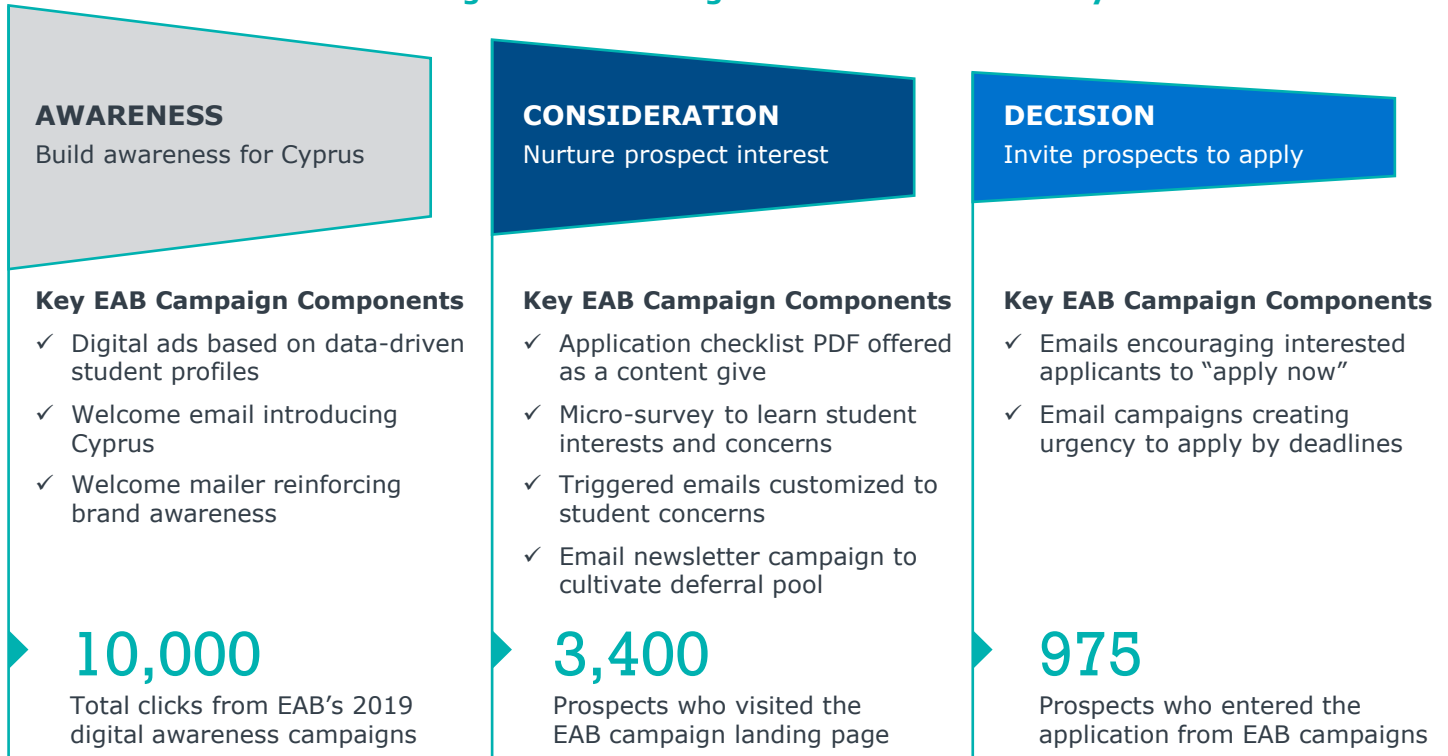 AWARENESS
Build awareness for Cyprus
Key EAB Campaign Components
✓ Digital ads based on data-driven
student profiles
✓ Welcome email introducing
Cyprus
✓ Welcome mailer reinforcing
brand awareness
10,000
Total clicks from EAB’s 2019
digital awareness campaigns
CONSIDERATION
Nurture prospect interest
Key EAB Campaign Components
✓ Application checklist PDF offered
as a content give
✓ Micro-survey to learn student
interests and concerns
✓ Triggered emails customized to
student concerns
✓ Email newsletter campaign to
cultivate deferral pool
3,400
Prospects who visited the
EAB campaign landing page
DECISION
Invite prospects to apply
Key EAB Campaign Components
✓ Emails encouraging interested
applicants to “apply now”
✓ Email campaigns creating
urgency to apply by deadlines
975
Prospects who entered the
application from EAB campaigns